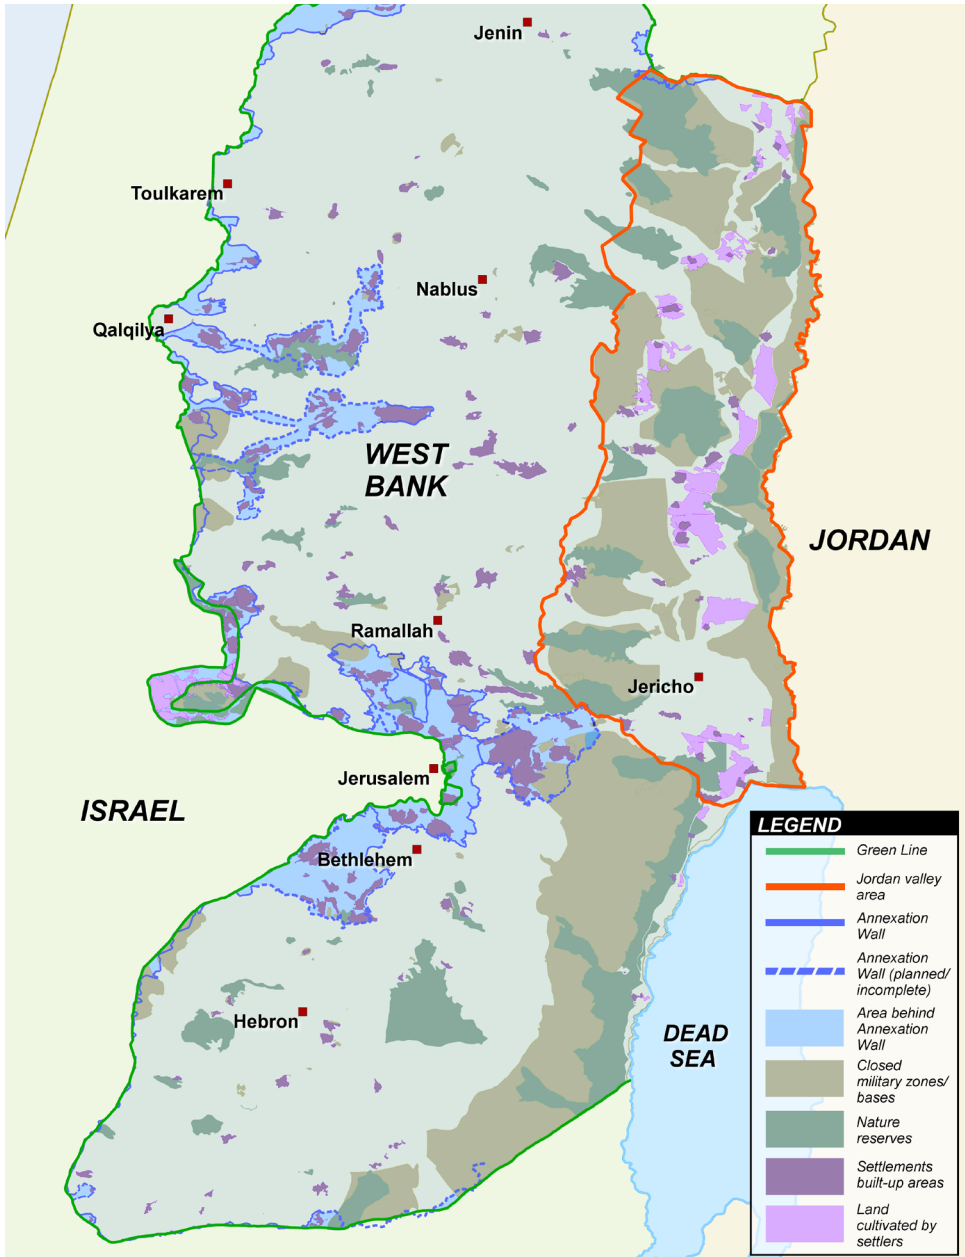 Jenin
Toulkarem
Nablus
Qalqilya
WEST
BANK
JORDAN
Ramallah
Jericho
Jerusalem
ISRAEL
Bethlehem
Hebron
DEAD
SEA
LEGEND
Green Line
Jordan valley
area
Annexation
Wall
Annexation
Wall (planned/
incomplete)
Area behind
Annexation
Wall
Closed
military zones/
bases
Nature
reserves
Settlements
built-up areas
Land
cultivated by
settlers